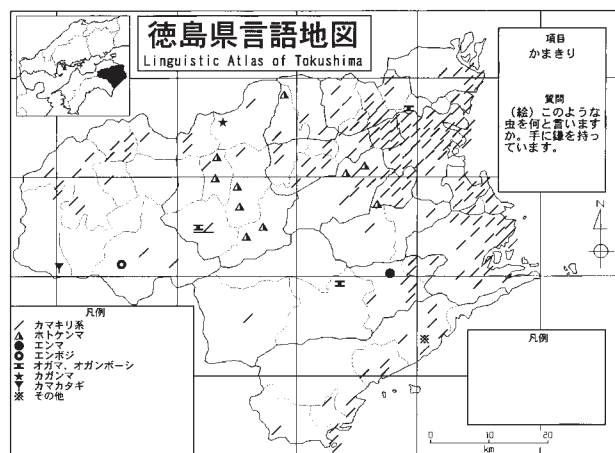 徳島県言語地図
Linguistic Atlas of Tokushima
項目
かまきり
質問
（絵）このような
虫を何と言います
か。手に鎌を持っ
ています。
N
凡例
カマキリ系
ホトケンマ
エンマ
エンボジ
オガマ、オガンボーシ
カガンマ
カマカタギ
その他
凡例
0 10 20
km